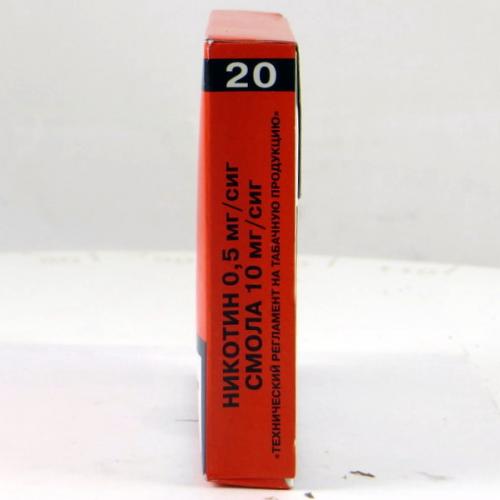 20
НИКОТИН 0,5 мг/сиг
СМОЛА 10 мг/сиг
«ТЕХНИЧЕСКИЙ РЕГЛАМЕНТ НА ТАБАЧНУЮ ПРОДУКЦИЮ»